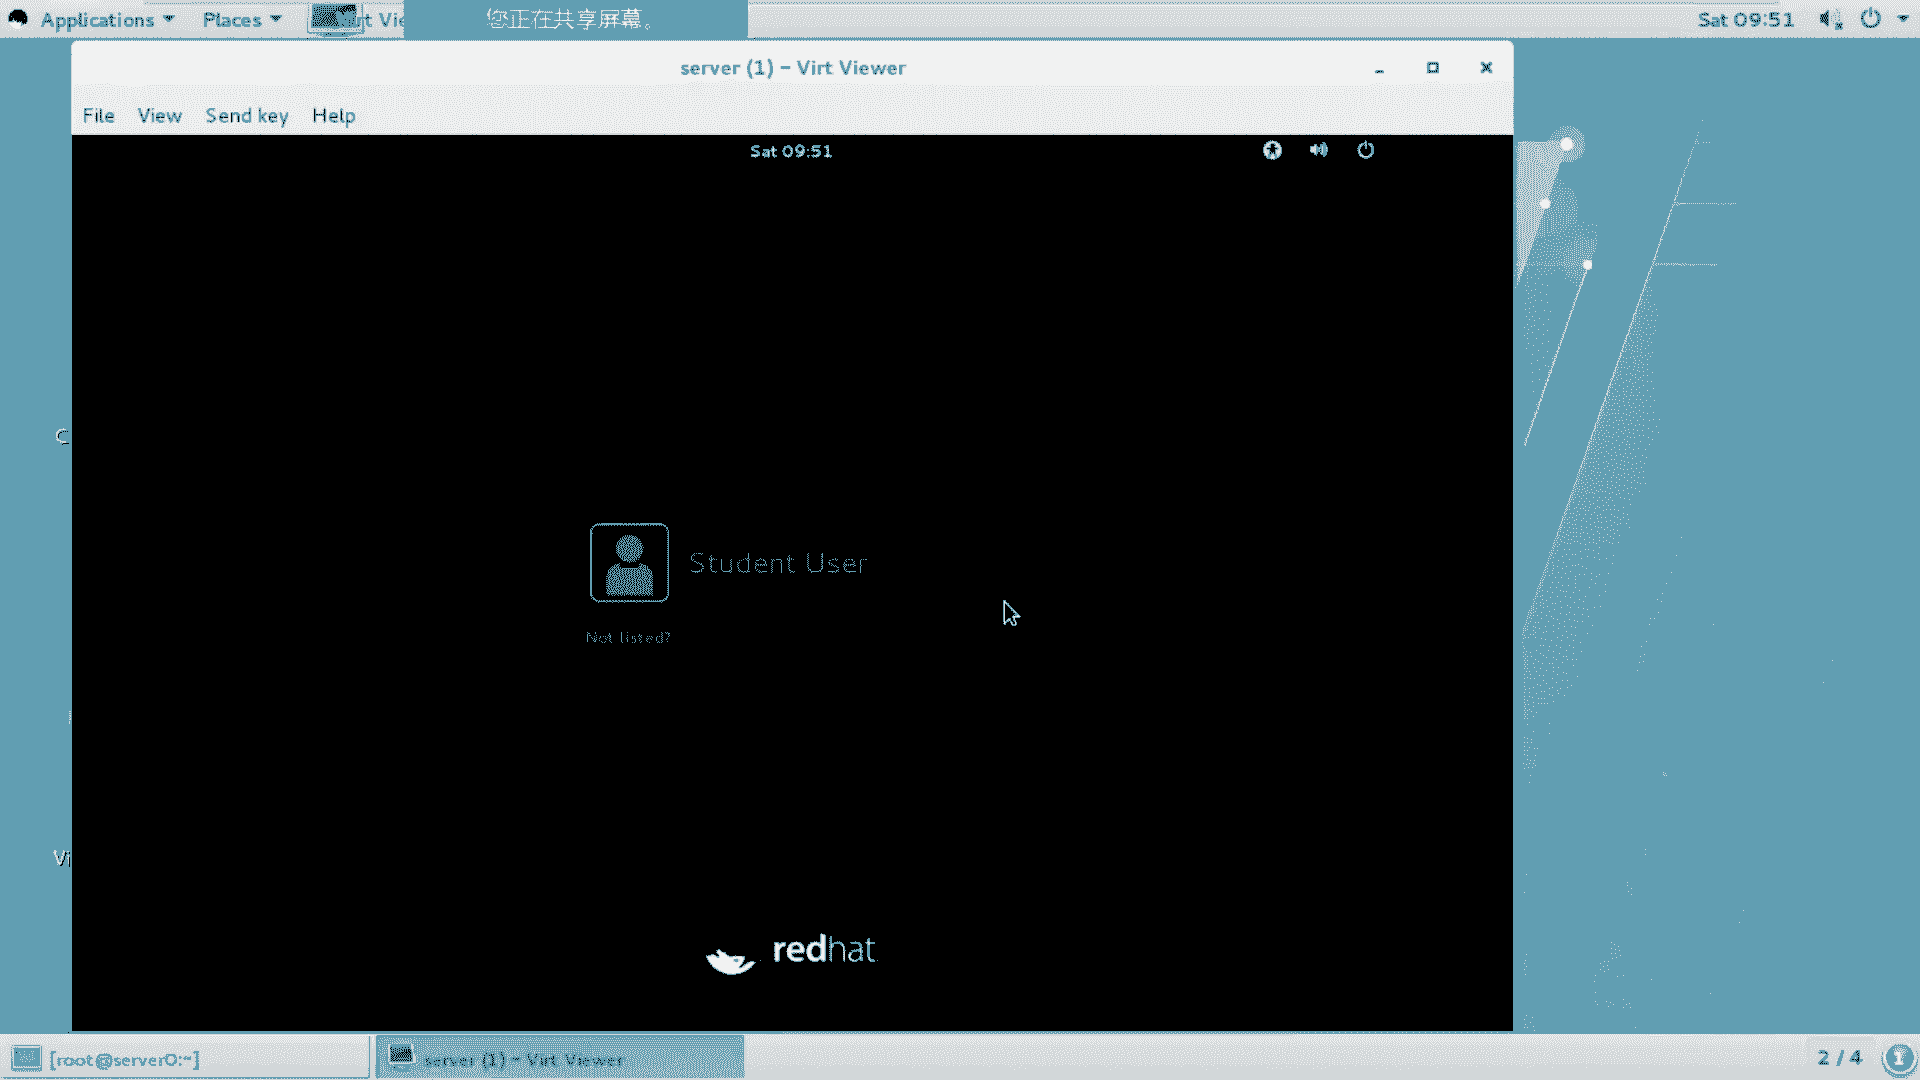 Applications Places Virt Vie 您正在共享屏幕。 Sat 09:51
server (1) – Virt Viewer
File View Send key Help
Sat 09:51
C
Student User
Not listed?
Vi
redhat
[root@server0:~] server (1) – Virt Viewer 2 / 4